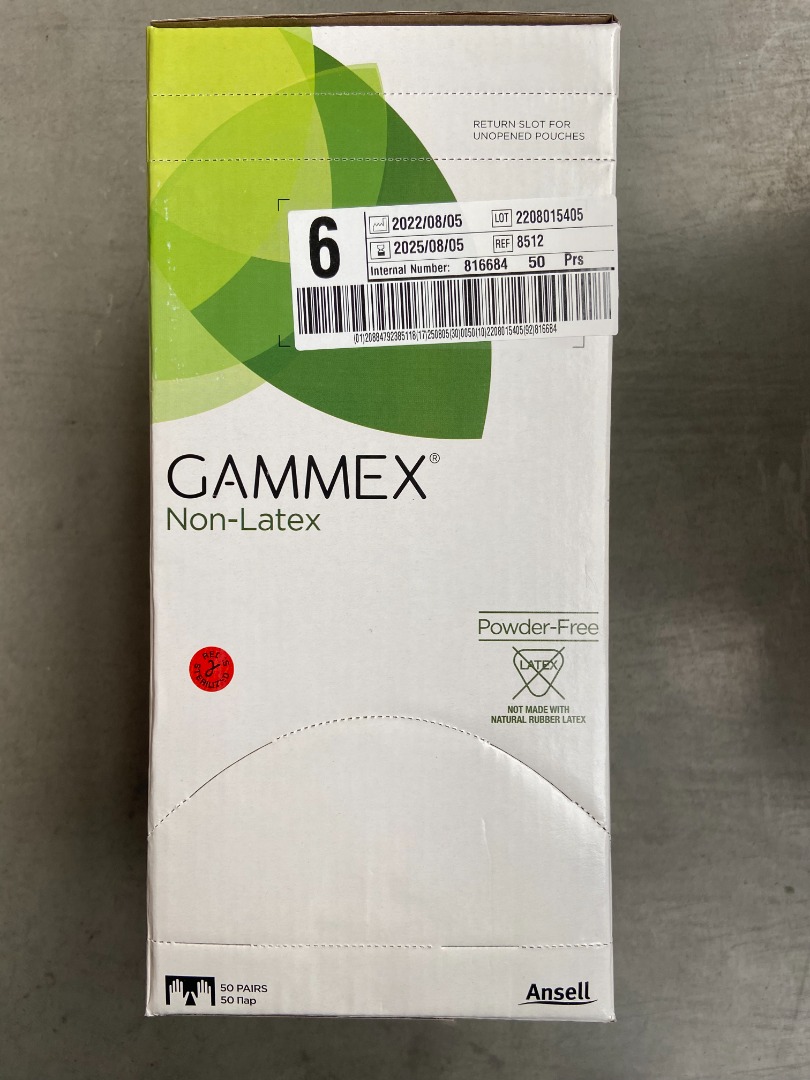 RETURN SLOT FOR
UNOPENED POUCHES
6
2022/08/05 LOT 2208015405
2025/08/05 REF 8512
Internal Number: 816684 50 Prs
(01)20884792385118(17)250805(30)0050(10)2208015405(92)816684
GAMMEX®
Non-Latex
Powder-Free
LATEX
NOT MADE WITH
NATURAL RUBBER LATEX
50 PAIRS
50 Пар
Ansell